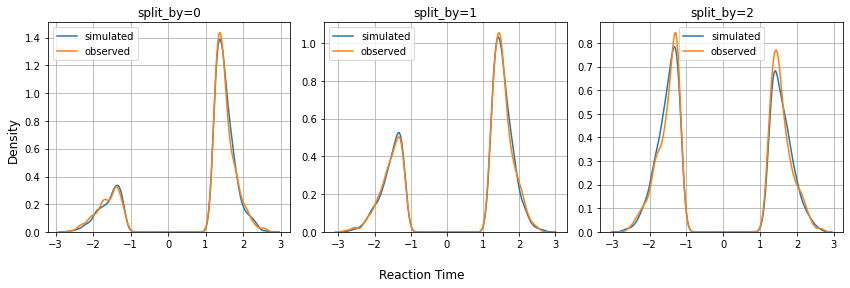 split_by=0
simulated
observed
1.4
1.2
1.0
0.8
0.6
0.4
0.2
0.0
−3 −2 −1 0 1 2 3
Density
split_by=1
simulated
observed
1.0
0.8
0.6
0.4
0.2
0.0
−3 −2 −1 0 1 2 3
split_by=2
simulated
observed
0.8
0.7
0.6
0.5
0.4
0.3
0.2
0.1
0.0
−3 −2 −1 0 1 2 3
Reaction Time